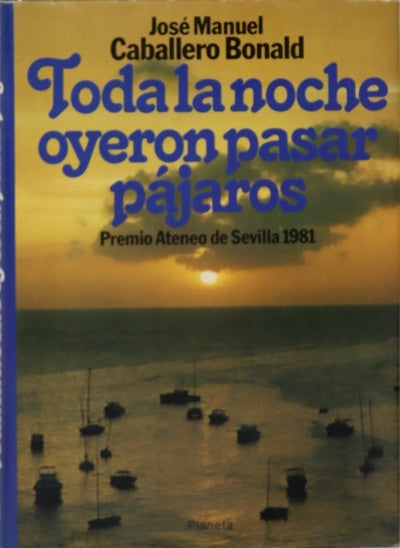 José Manuel
Caballero Bonald
Toda la noche
oyeron pasar
pájaros
Premio Ateneo de Sevilla 1981
Planeta